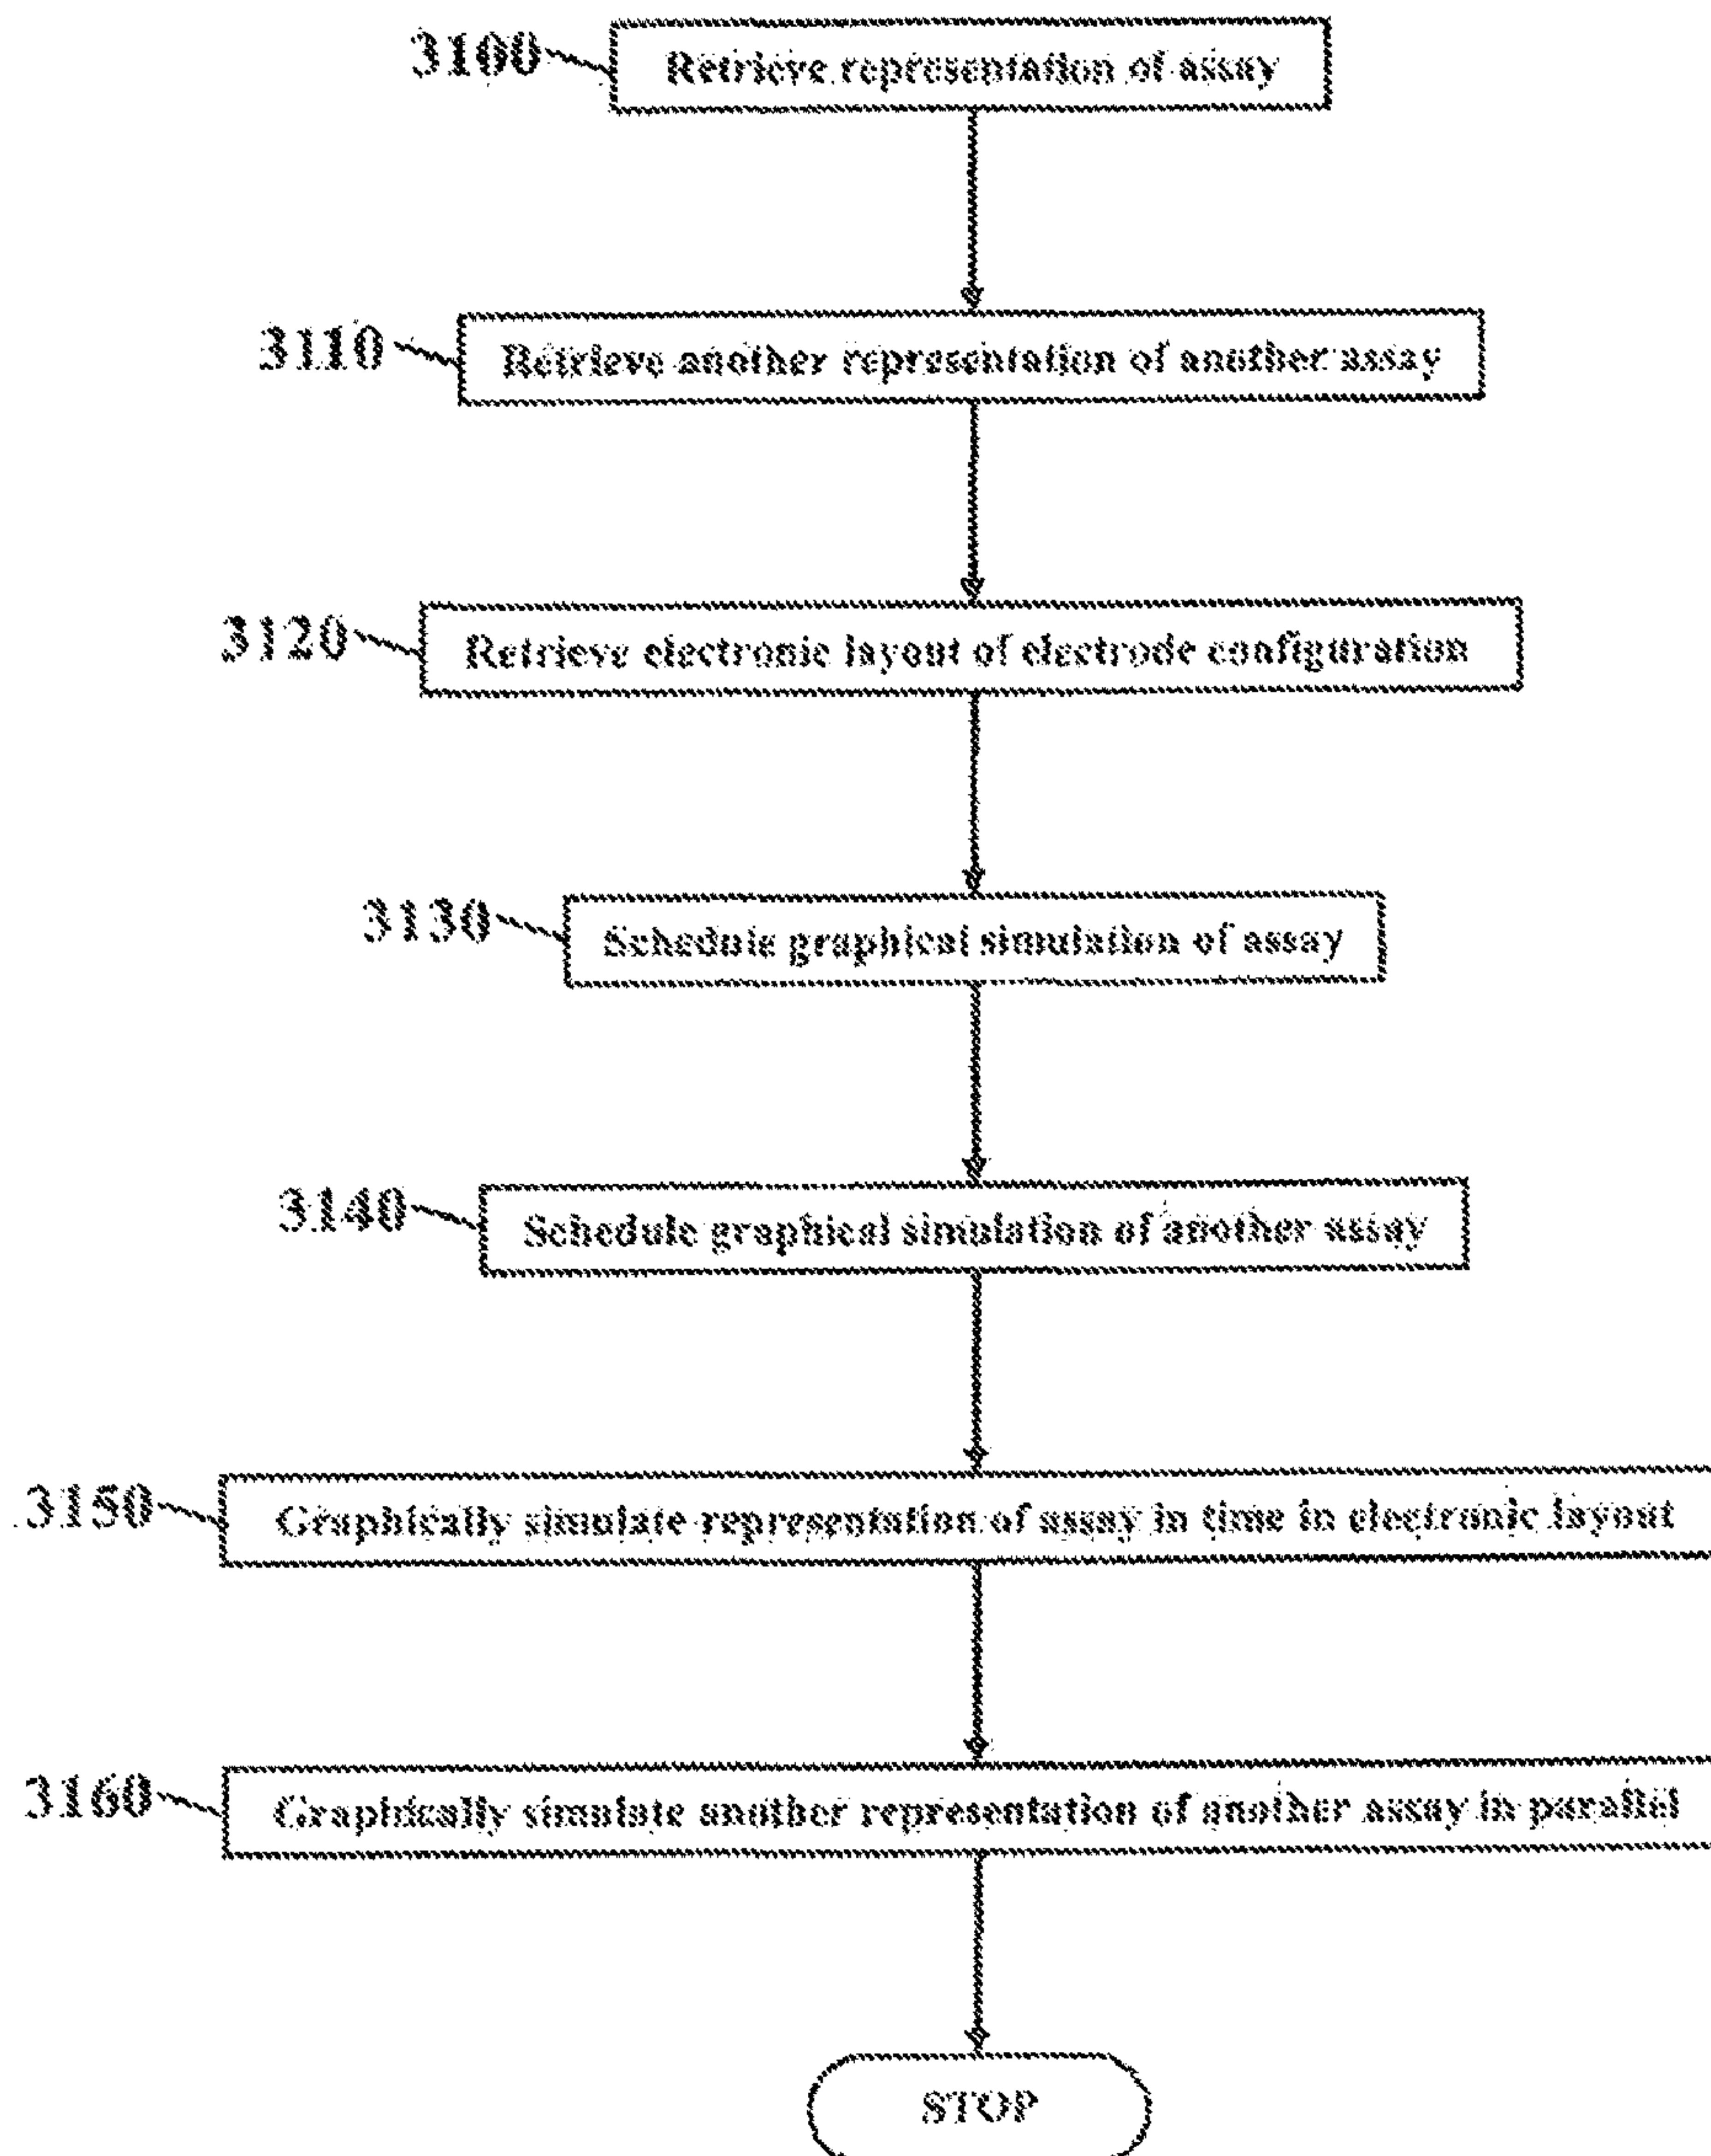 3100 Retrieve representation of assay
3110 Retrieve another representation of another assay
3120 Retrieve electronic layout of electrode configuration
3130 Schedule graphical simulation of assay
3140 Schedule graphical simulation of another assay
3150 Graphically simulate representation of assay in time in electronic layout
3160 Graphically simulate another representation of another assay in parallel
STOP